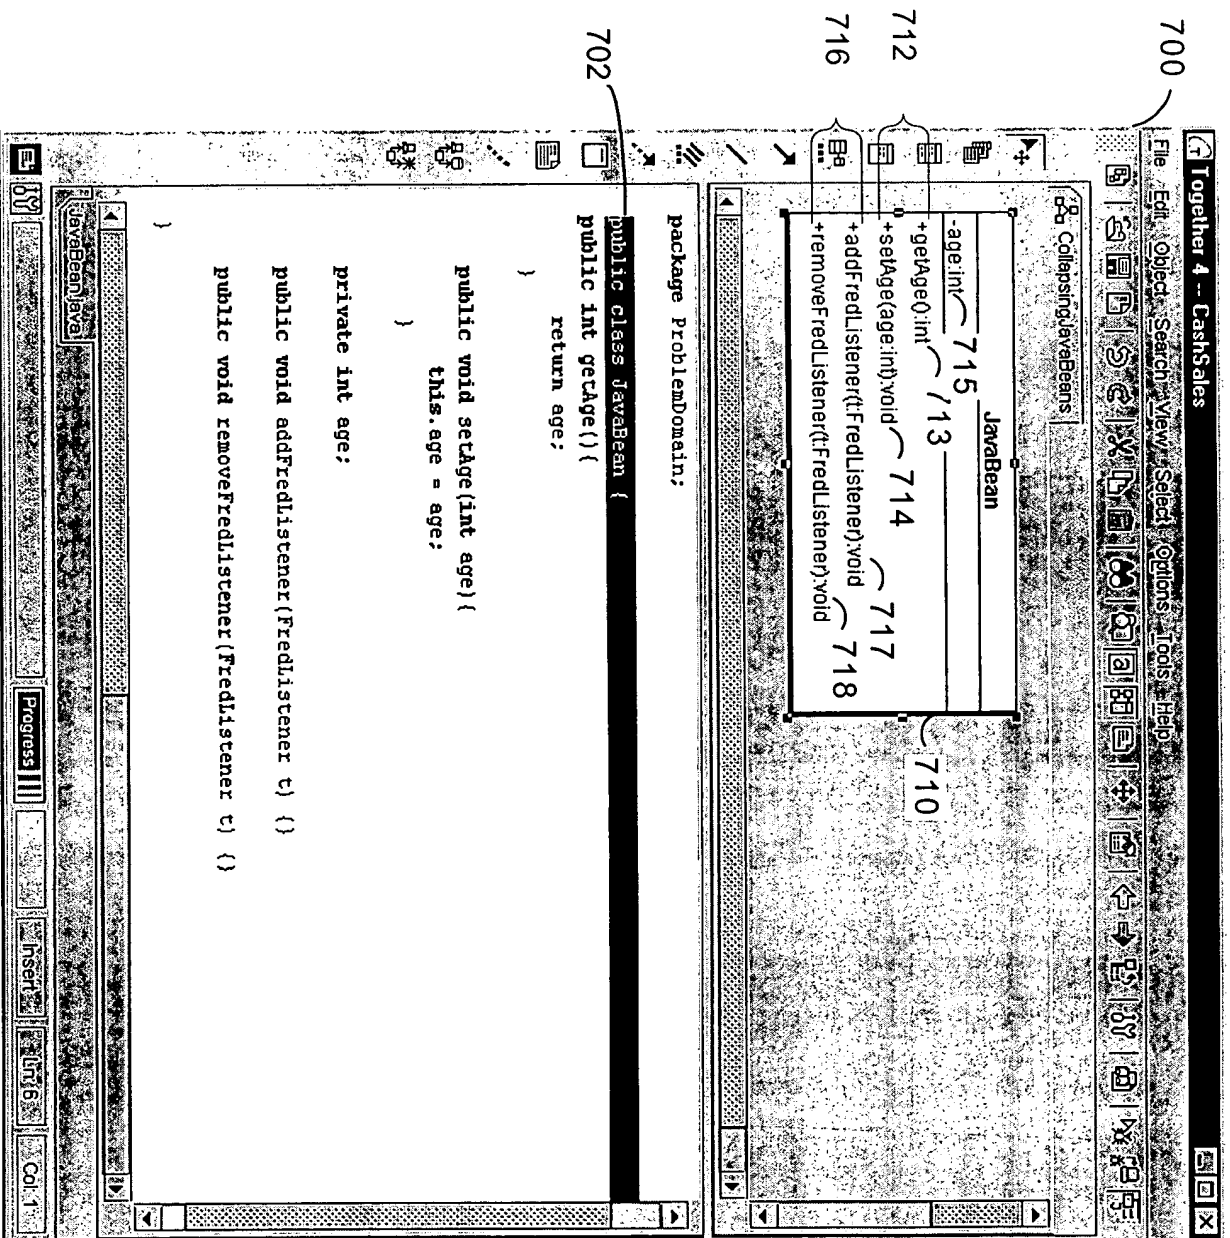 700
Together 4 -- CashSales
File Edit Object Search View Select Options Tools Help
CollapsingJavaBeans
712
716
JavaBean
-age:int 715
+getAge():int 713
+setAge(age:int):void 714
+addFredListener(t:FredListener):void 717
+removeFredListener(t:FredListener):void 718
710
702
package ProblemDomain;
public class JavaBean {
public int getAge(){
return age;
}
public void setAge(int age){
this.age = age;
}
private int age;
public void addFredListener(FredListener t) {}
public void removeFredListener(FredListener t) {}
}
JavaBean.java
Progress Insert Ln:6 Col: 1